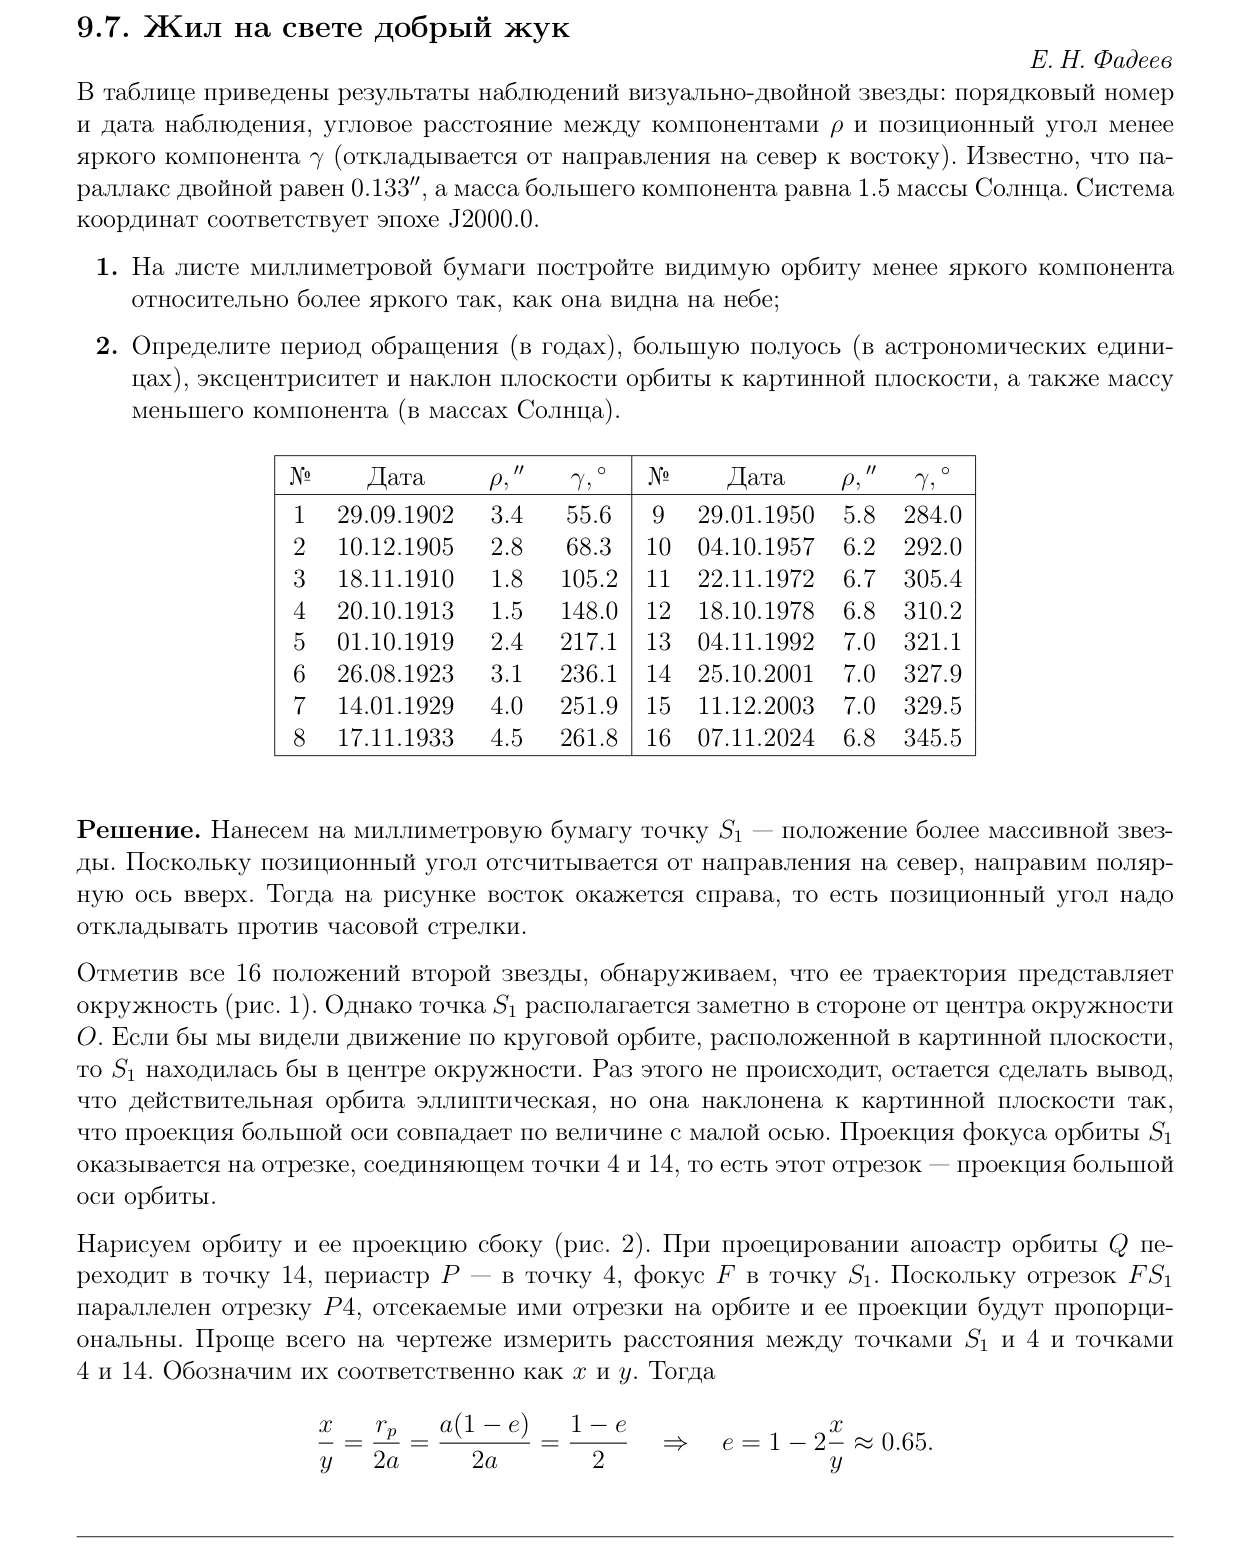 9.7. Жил на свете добрый жук
Е. Н. Фадеев
В таблице приведены результаты наблюдений визуально-двойной звезды: порядковый номер
и дата наблюдения, угловое расстояние между компонентами ρ и позиционный угол менее
яркого компонента γ (откладывается от направления на север к востоку). Известно, что па-
раллакс двойной равен 0.133″, а масса большего компонента равна 1.5 массы Солнца. Система
координат соответствует эпохе J2000.0.
1. На листе миллиметровой бумаги постройте видимую орбиту менее яркого компонента
относительно более яркого так, как она видна на небе;
2. Определите период обращения (в годах), большую полуось (в астрономических едини-
цах), эксцентриситет и наклон плоскости орбиты к картинной плоскости, а также массу
меньшего компонента (в массах Солнца).
№ Дата ρ,″ γ,° № Дата ρ,″ γ,°
1 29.09.1902 3.4 55.6 9 29.01.1950 5.8 284.0
2 10.12.1905 2.8 68.3 10 04.10.1957 6.2 292.0
3 18.11.1910 1.8 105.2 11 22.11.1972 6.7 305.4
4 20.10.1913 1.5 148.0 12 18.10.1978 6.8 310.2
5 01.10.1919 2.4 217.1 13 04.11.1992 7.0 321.1
6 26.08.1923 3.1 236.1 14 25.10.2001 7.0 327.9
7 14.01.1929 4.0 251.9 15 11.12.2003 7.0 329.5
8 17.11.1933 4.5 261.8 16 07.11.2024 6.8 345.5
Решение. Нанесем на миллиметровую бумагу точку S₁ — положение более массивной звез-
ды. Поскольку позиционный угол отсчитывается от направления на север, направим поляр-
ную ось вверх. Тогда на рисунке восток окажется справа, то есть позиционный угол надо
откладывать против часовой стрелки.
Отметив все 16 положений второй звезды, обнаруживаем, что ее траектория представляет
окружность (рис. 1). Однако точка S₁ располагается заметно в стороне от центра окружности
O. Если бы мы видели движение по круговой орбите, расположенной в картинной плоскости,
то S₁ находилась бы в центре окружности. Раз этого не происходит, остается сделать вывод,
что действительная орбита эллиптическая, но она наклонена к картинной плоскости так,
что проекция большой оси совпадает по величине с малой осью. Проекция фокуса орбиты S₁
оказывается на отрезке, соединяющем точки 4 и 14, то есть этот отрезок — проекция большой
оси орбиты.
Нарисуем орбиту и ее проекцию сбоку (рис. 2). При проецировании апоастр орбиты Q пе-
реходит в точку 14, периастр P — в точку 4, фокус F в точку S₁. Поскольку отрезок FS₁
параллелен отрезку P4, отсекаемые ими отрезки на орбите и ее проекции будут пропорци-
ональны. Проще всего на чертеже измерить расстояния между точками S₁ и 4 и точками
4 и 14. Обозначим их соответственно как x и y. Тогда
x/y = rₚ/2a = a(1 − e)/2a = (1 − e)/2 ⇒ e = 1 − 2x/y ≈ 0.65.